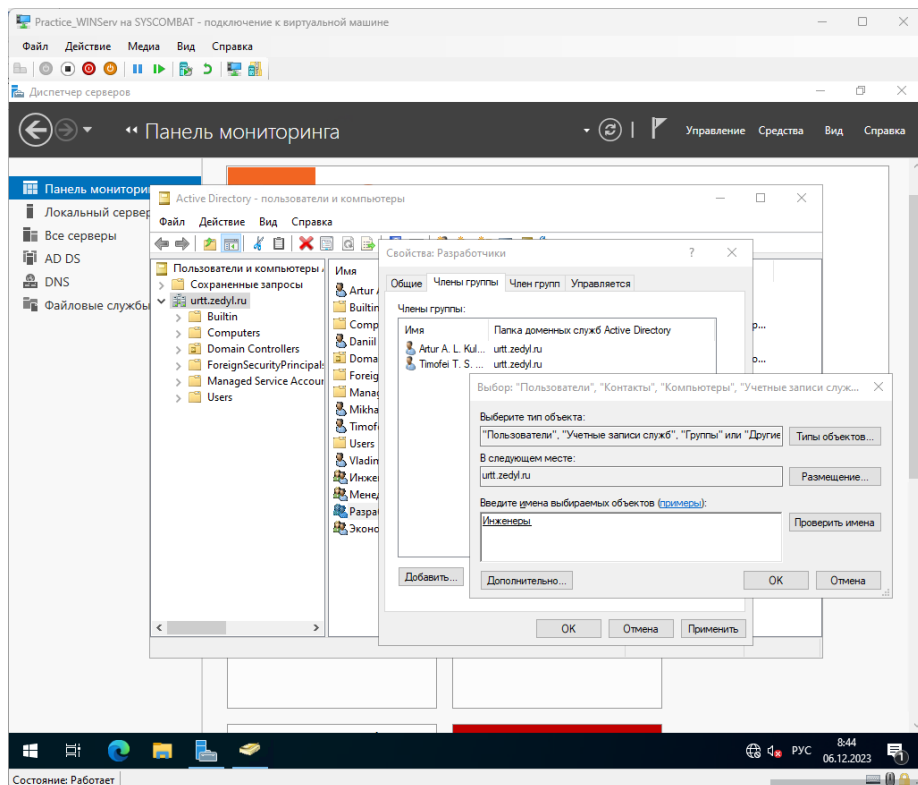 Practice_WINServ на SYSCOMBAT - подключение к виртуальной машине
Файл Действие Медиа Вид Справка
Диспетчер серверов
Панель мониторинга
Управление Средства Вид Справка
Панель монитори
Локальный сервер
Все серверы
AD DS
DNS
Файловые службы
Active Directory - пользователи и компьютеры
Файл Действие Вид Справка
Пользователи и компьютеры
Сохраненные запросы
urtt.zedyl.ru
Builtin
Computers
Domain Controllers
ForeignSecurityPrincipals
Managed Service Accour
Users
Имя
Artur
Builtin
Comp
Daniil
Doma
Foreig
Manag
Mikha
Timof
Users
Vladin
Инже
Менед
Разра
Эконо
р...
Свойства: Разработчики
Общие Члены группы Член групп Управляется
Члены группы:
Имя Папка доменных служб Active Directory
Artur A. L. Kul... urtt.zedyl.ru
Timofei T. S. ... urtt.zedyl.ru
Добавить...
OK Отмена Применить
Выбор: "Пользователи", "Контакты", "Компьютеры", "Учетные записи служ...
Выберите тип объекта:
"Пользователи", "Учетные записи служб", "Группы" или "Другие Типы объектов...
В следующем месте:
urtt.zedyl.ru Размещение...
Введите имена выбираемых объектов (примеры):
Инженеры Проверить имена
Дополнительно... OK Отмена
РУС 8:44
06.12.2023
1
Состояние: Работает